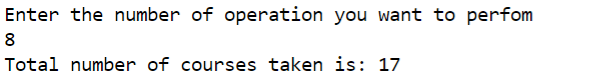 Enter the number of operation you want to perfom
8
Total number of courses taken is: 17